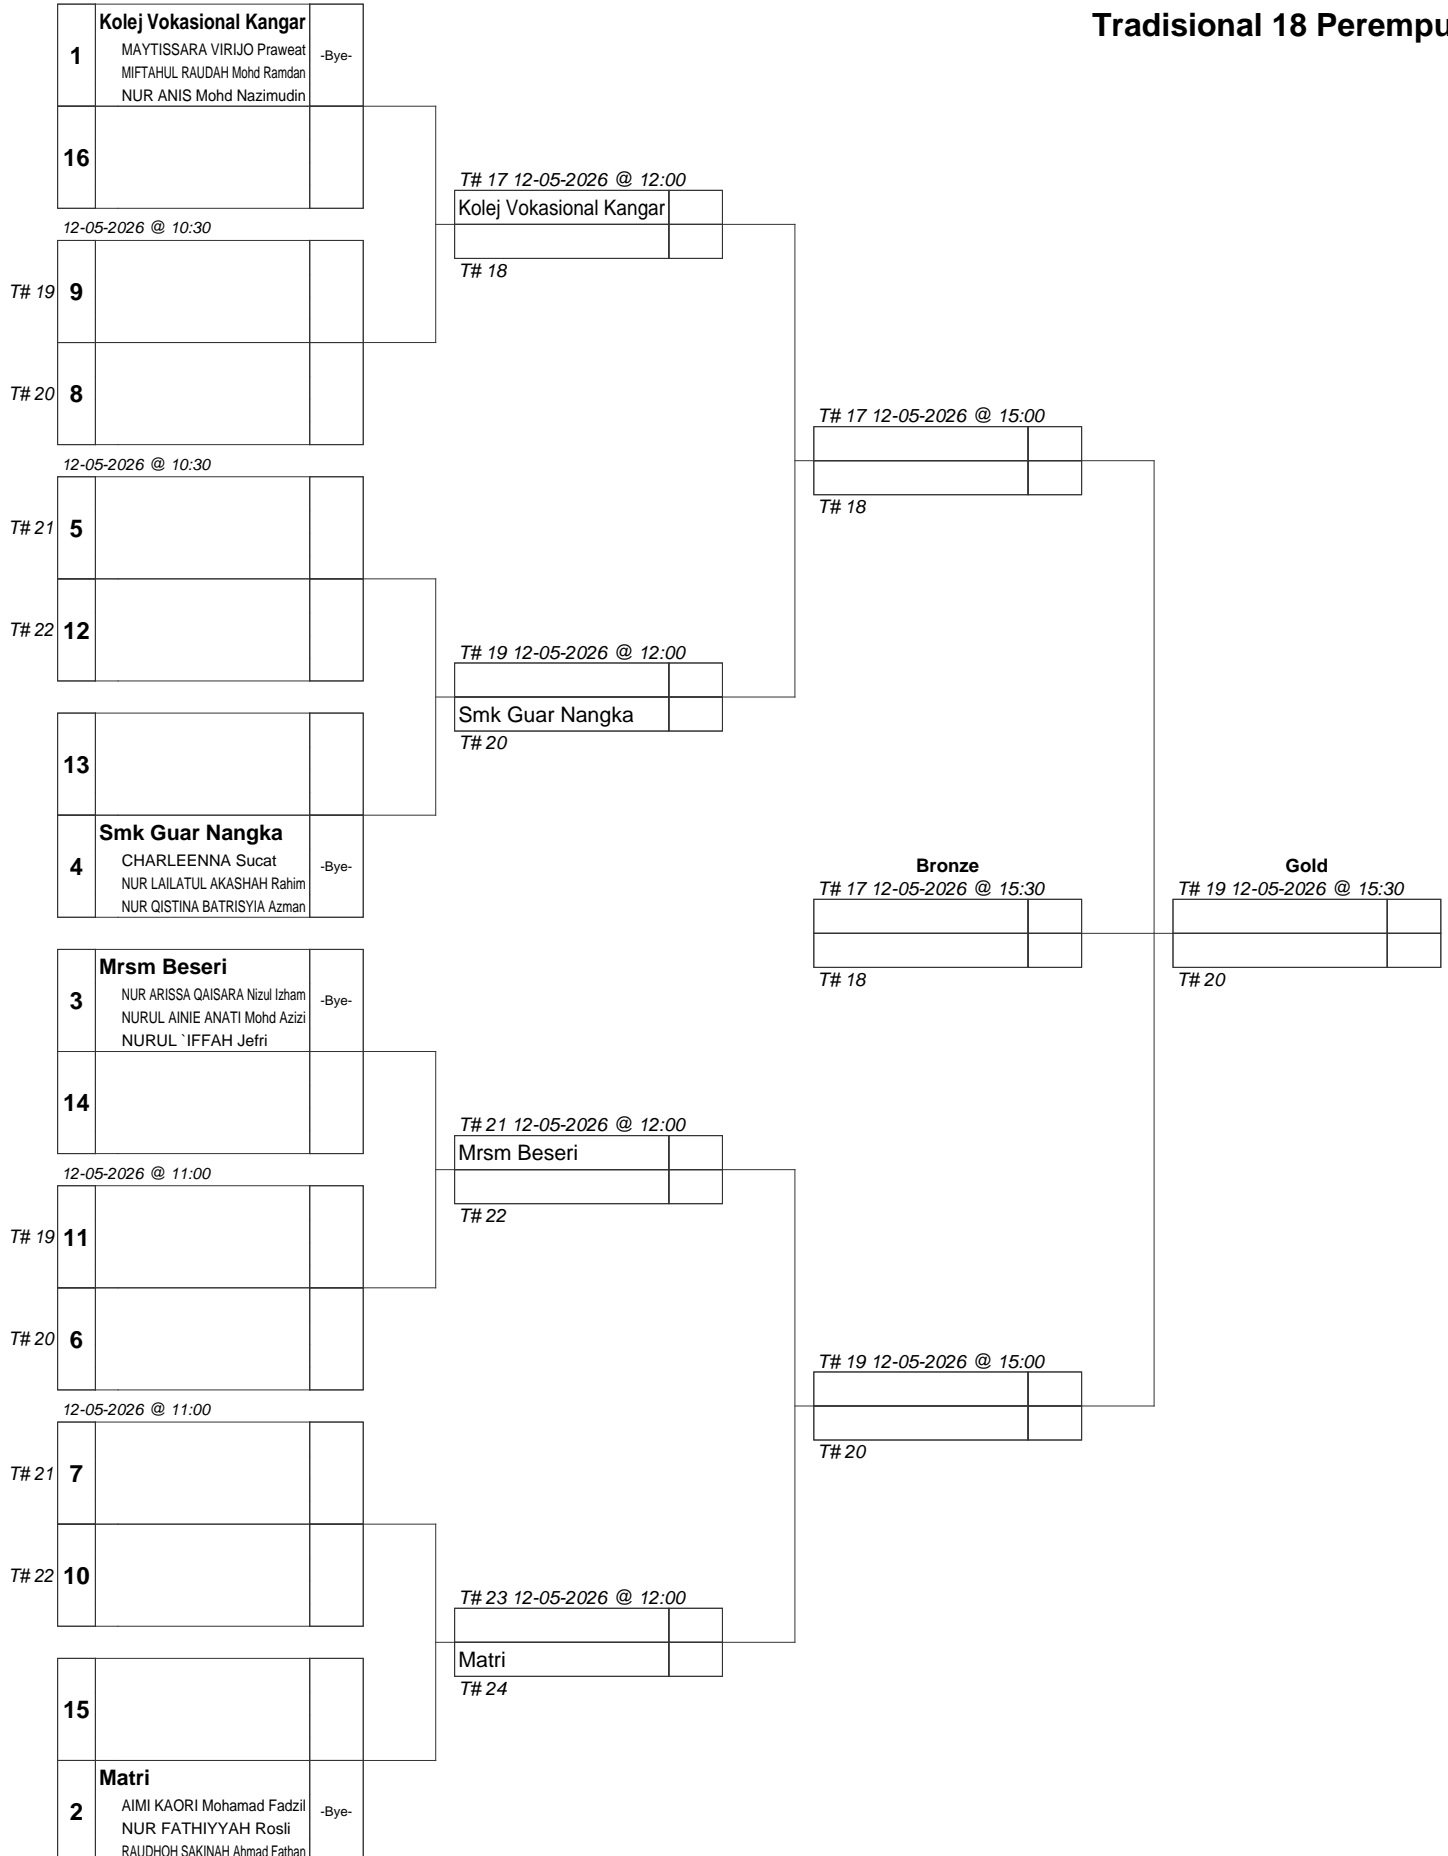 Tradisional 18 Perempu
Kolej Vokasional Kangar
1
MAYTISSARA VIRIJO Praweat
-Bye-
MIFTAHUL RAUDAH Mohd Ramdan
NUR ANIS Mohd Nazimudin
16
T# 17 12-05-2026 @ 12:00
Kolej Vokasional Kangar
T# 18
12-05-2026 @ 10:30
T# 19 9
T# 20 8
T# 17 12-05-2026 @ 15:00
T# 18
12-05-2026 @ 10:30
T# 21 5
T# 22 12
T# 19 12-05-2026 @ 12:00
Smk Guar Nangka
T# 20
13
Smk Guar Nangka
4
CHARLEENNA Sucat
-Bye-
NUR LAILATUL AKASHAH Rahim
NUR QISTINA BATRISYIA Azman
Bronze
T# 17 12-05-2026 @ 15:30
T# 18
Gold
T# 19 12-05-2026 @ 15:30
T# 20
Mrsm Beseri
3
NUR ARISSA QAISARA Nizul Izham
-Bye-
NURUL AINIE ANATI Mohd Azizi
NURUL `IFFAH Jefri
14
T# 21 12-05-2026 @ 12:00
Mrsm Beseri
T# 22
12-05-2026 @ 11:00
T# 19 11
T# 20 6
T# 19 12-05-2026 @ 15:00
T# 20
12-05-2026 @ 11:00
T# 21 7
T# 22 10
T# 23 12-05-2026 @ 12:00
Matri
T# 24
15
Matri
2
AIMI KAORI Mohamad Fadzil
-Bye-
NUR FATHIYYAH Rosli
RAUDHOH SAKINAH Ahmad Fathan